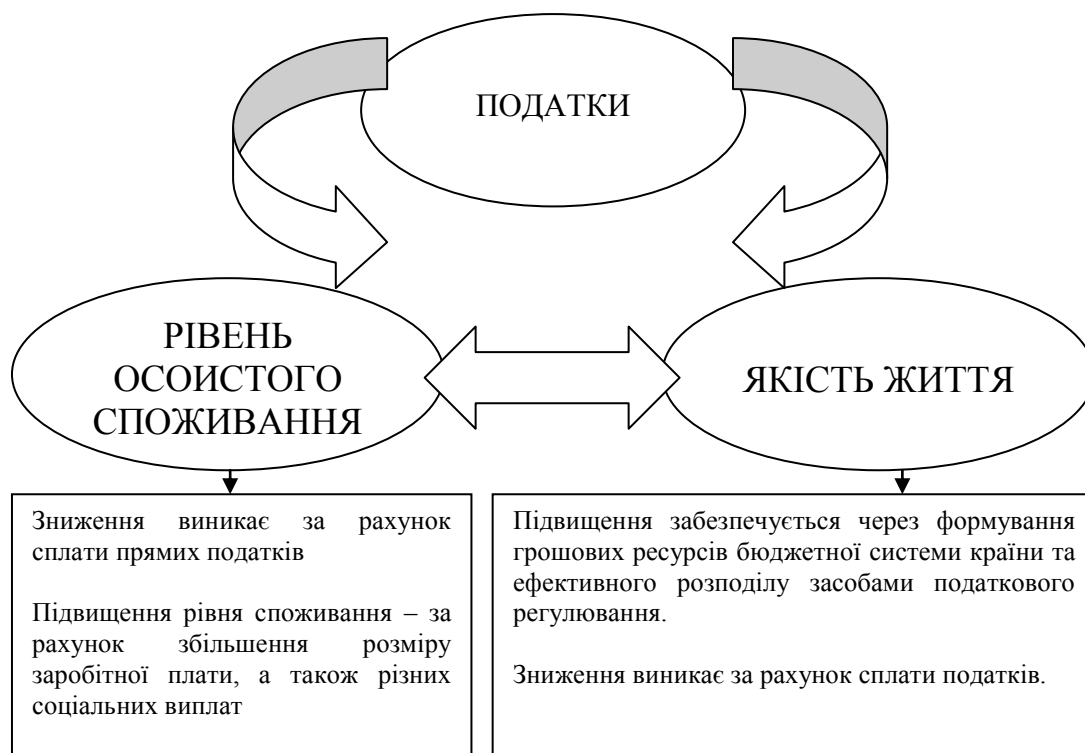 ПОДАТКИ
РІВЕНЬ
ОСОИСТОГО
СПОЖИВАННЯ
ЯКІСТЬ ЖИТТЯ
Зниження виникає за рахунок
сплати прямих податків
Підвищення рівня споживання – за
рахунок збільшення розміру
заробітної плати, а також різних
соціальних виплат
Підвищення забезпечується через формування
грошових ресурсів бюджетної системи країни та
ефективного розподілу засобами податкового
регулювання.
Зниження виникає за рахунок сплати податків.